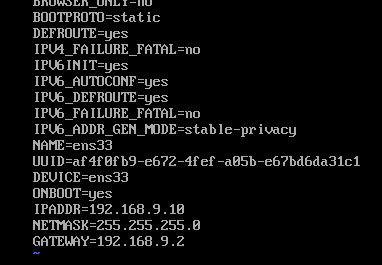 BROWSER_ONLY=no
BOOTPROTO=static
DEFROUTE=yes
IPV4_FAILURE_FATAL=no
IPV6INIT=yes
IPV6_AUTOCONF=yes
IPV6_DEFROUTE=yes
IPV6_FAILURE_FATAL=no
IPV6_ADDR_GEN_MODE=stable-privacy
NAME=ens33
UUID=af4f0fb9-e672-4fef-a05b-e67bd6da31c1
DEVICE=ens33
ONBOOT=yes
IPADDR=192.168.9.10
NETMASK=255.255.255.0
GATEWAY=192.168.9.2
~